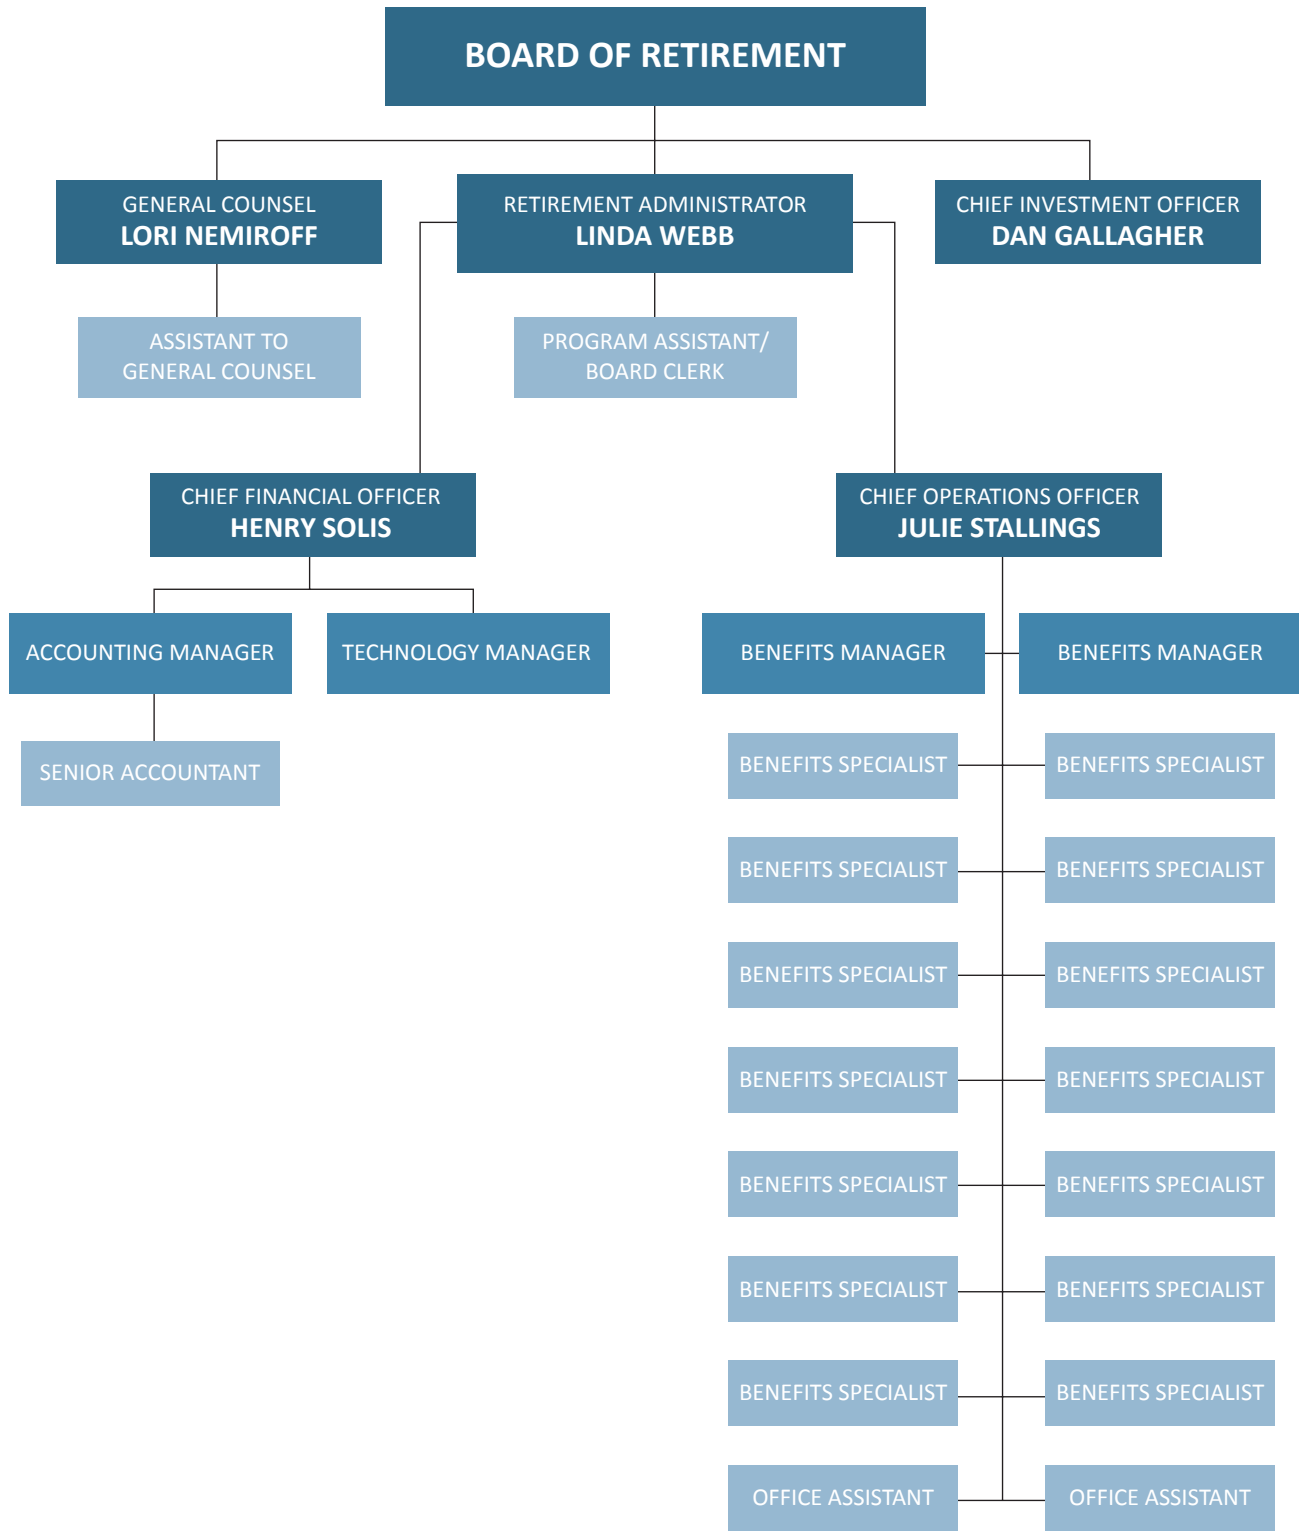 BOARD OF RETIREMENT
GENERAL COUNSEL
LORI NEMIROFF
RETIREMENT ADMINISTRATOR
LINDA WEBB
CHIEF INVESTMENT OFFICER
DAN GALLAGHER
ASSISTANT TO
GENERAL COUNSEL
PROGRAM ASSISTANT/
BOARD CLERK
CHIEF FINANCIAL OFFICER
HENRY SOLIS
CHIEF OPERATIONS OFFICER
JULIE STALLINGS
ACCOUNTING MANAGER
TECHNOLOGY MANAGER
BENEFITS MANAGER
BENEFITS MANAGER
SENIOR ACCOUNTANT
BENEFITS SPECIALIST
BENEFITS SPECIALIST
BENEFITS SPECIALIST
BENEFITS SPECIALIST
BENEFITS SPECIALIST
BENEFITS SPECIALIST
BENEFITS SPECIALIST
BENEFITS SPECIALIST
BENEFITS SPECIALIST
BENEFITS SPECIALIST
BENEFITS SPECIALIST
BENEFITS SPECIALIST
BENEFITS SPECIALIST
BENEFITS SPECIALIST
OFFICE ASSISTANT
OFFICE ASSISTANT